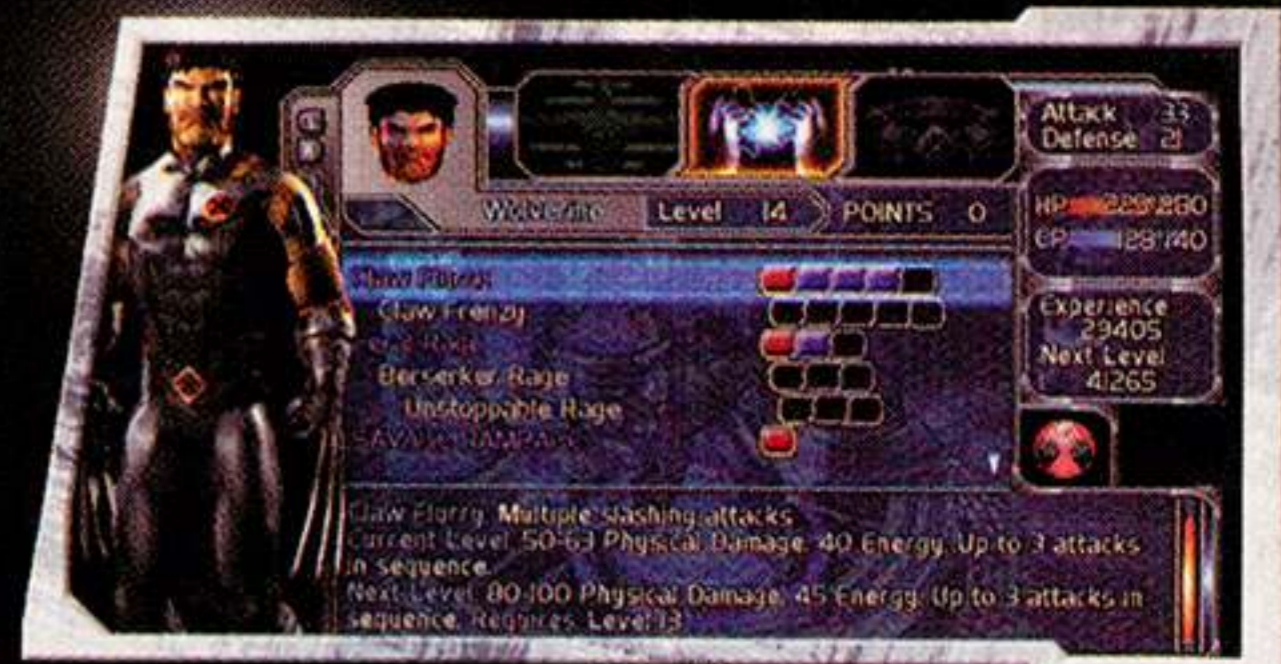 Attack 33
Defense 21
Wolverine Level 14 POINTS 0
HP 280
EP 128/140
Claw Flurry
Claw Frenzy
Experience
29405
Next Level
41265
Berserker Rage
Unstoppable Rage
Claw Flurry: Multiple slashing attacks
Current Level: 50-63 Physical Damage. 40 Energy. Up to 3 attacks
in sequence.
Next Level: 80-100 Physical Damage. 45 Energy. Up to 3 attacks in
sequence. Requires Level